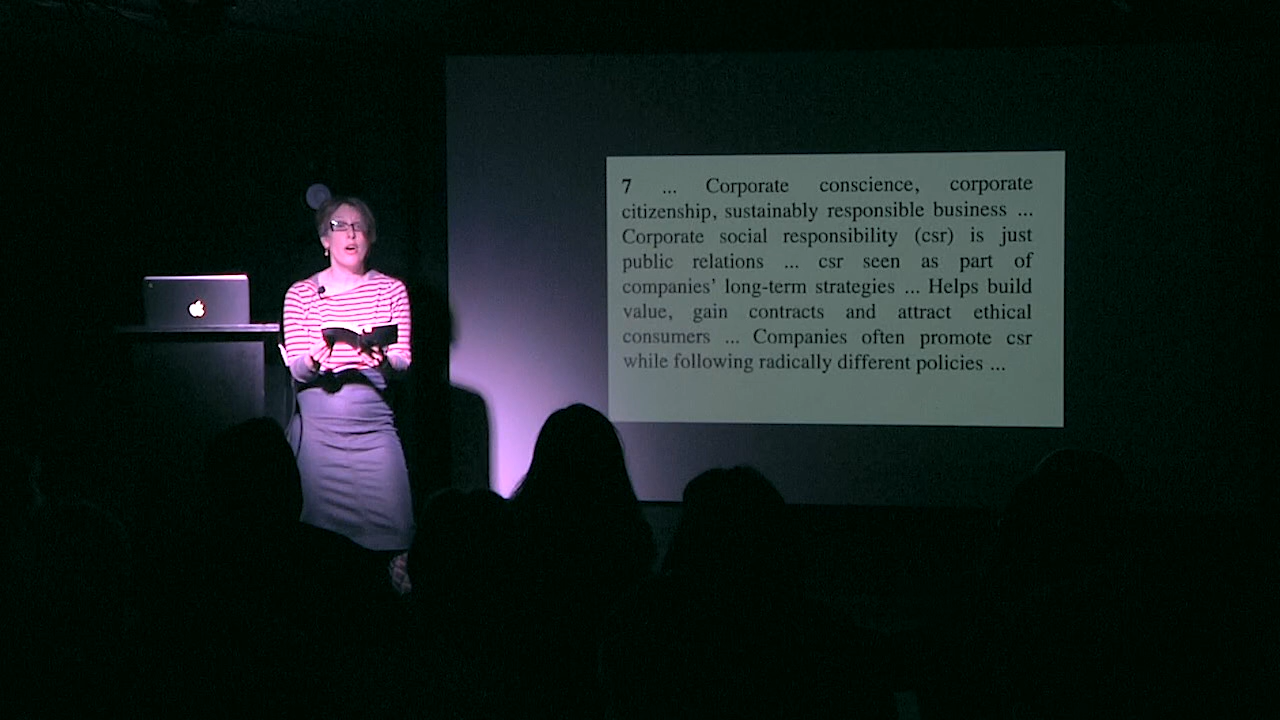 7 ... Corporate conscience, corporate
citizenship, sustainably responsible business ...
Corporate social responsibility (csr) is just
public relations ... csr seen as part of
companies’ long-term strategies ... Helps build
value, gain contracts and attract ethical
consumers ... Companies often promote csr
while following radically different policies ...